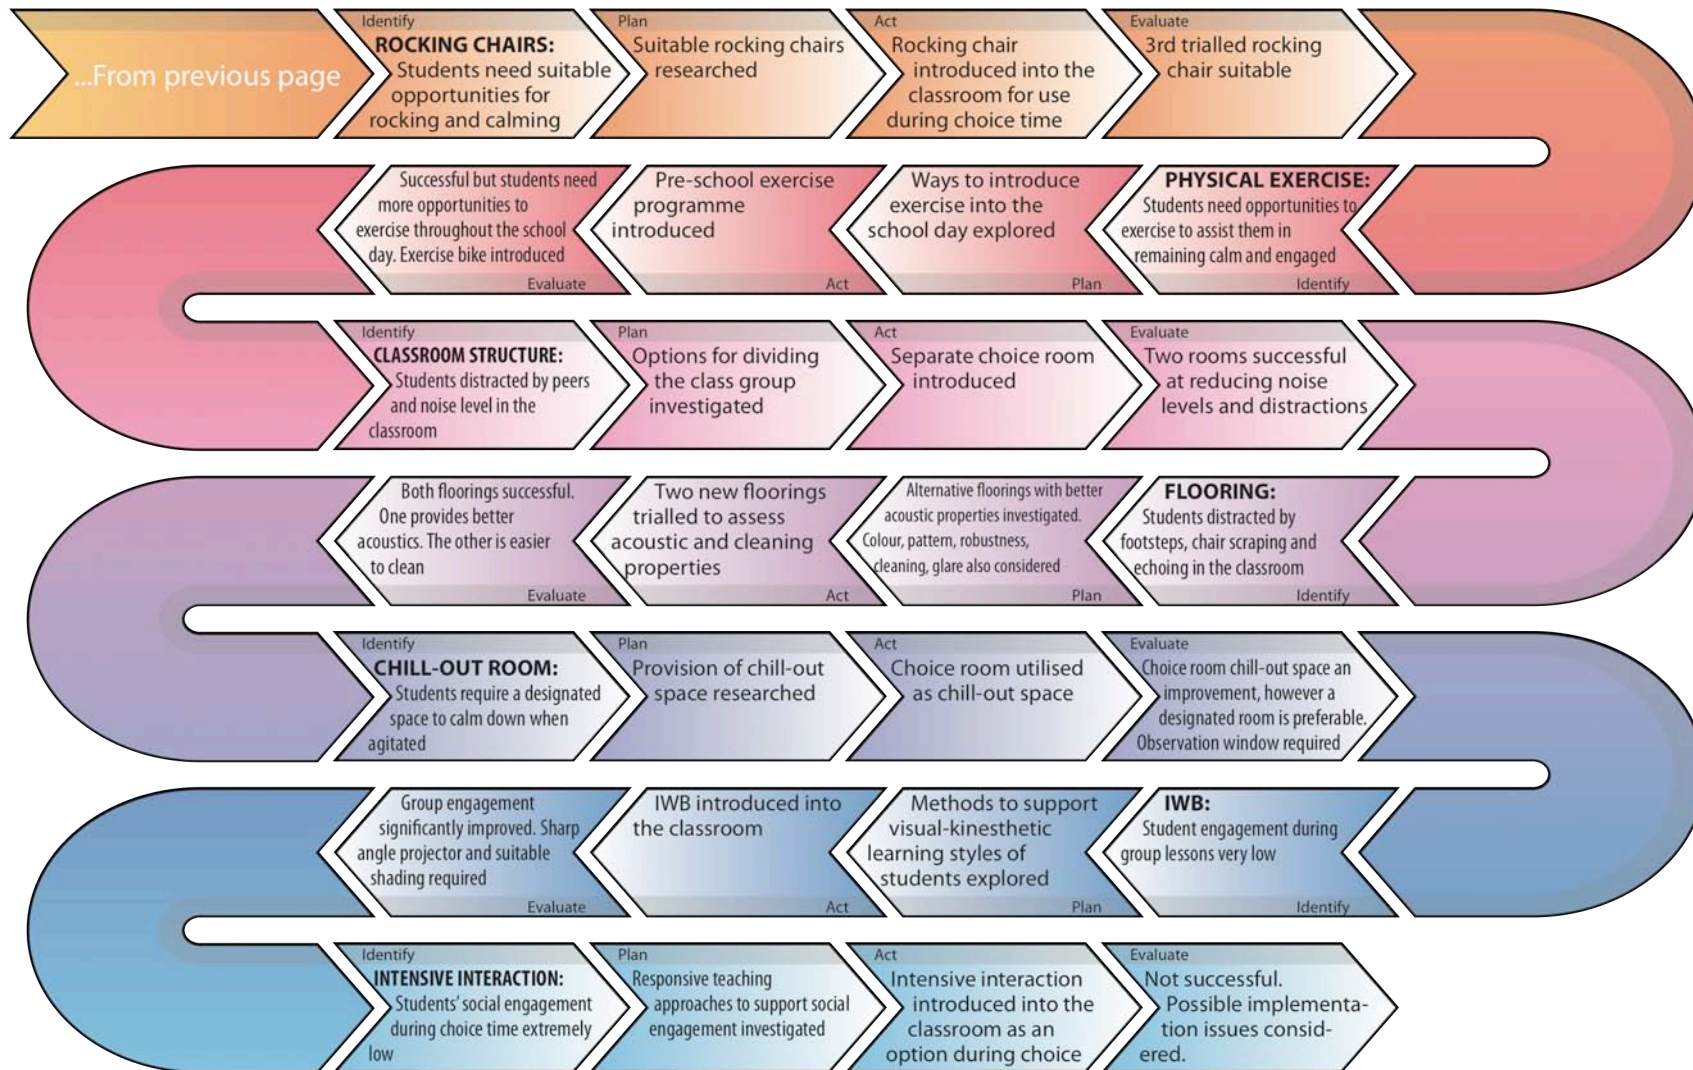 ...From previous page
Identify
ROCKING CHAIRS:
Students need suitable
opportunities for
rocking and calming
Plan
Suitable rocking chairs
researched
Act
Rocking chair
introduced into the
classroom for use
during choice time
Evaluate
3rd trialled rocking
chair suitable
PHYSICAL EXERCISE:
Students need opportunities to
exercise to assist them in
remaining calm and engaged
Identify
Ways to introduce
exercise into the
school day explored
Plan
Pre-school exercise
programme
introduced
Act
Successful but students need
more opportunities to
exercise throughout the school
day. Exercise bike introduced
Evaluate
Identify
CLASSROOM STRUCTURE:
Students distracted by peers
and noise level in the
classroom
Plan
Options for dividing
the class group
investigated
Act
Separate choice room
introduced
Evaluate
Two rooms successful
at reducing noise
levels and distractions
FLOORING:
Students distracted by
footsteps, chair scraping and
echoing in the classroom
Identify
Alternative floorings with better
acoustic properties investigated.
Colour, pattern, robustness,
cleaning, glare also considered
Plan
Two new floorings
trialled to assess
acoustic and cleaning
properties
Act
Both floorings successful.
One provides better
acoustics. The other is easier
to clean
Evaluate
Identify
CHILL-OUT ROOM:
Students require a designated
space to calm down when
agitated
Plan
Provision of chill-out
space researched
Act
Choice room utilised
as chill-out space
Evaluate
Choice room chill-out space an
improvement, however a
designated room is preferable.
Observation window required
IWB:
Student engagement during
group lessons very low
Identify
Methods to support
visual-kinesthetic
learning styles of
students explored
Plan
IWB introduced into
the classroom
Act
Group engagement
significantly improved. Sharp
angle projector and suitable
shading required
Evaluate
Identify
INTENSIVE INTERACTION:
Students' social engagement
during choice time extremely
low
Plan
Responsive teaching
approaches to support social
engagement investigated
Act
Intensive interaction
introduced into the
classroom as an
option during choice
Evaluate
Not successful.
Possible implementa-
tion issues consid-
ered.